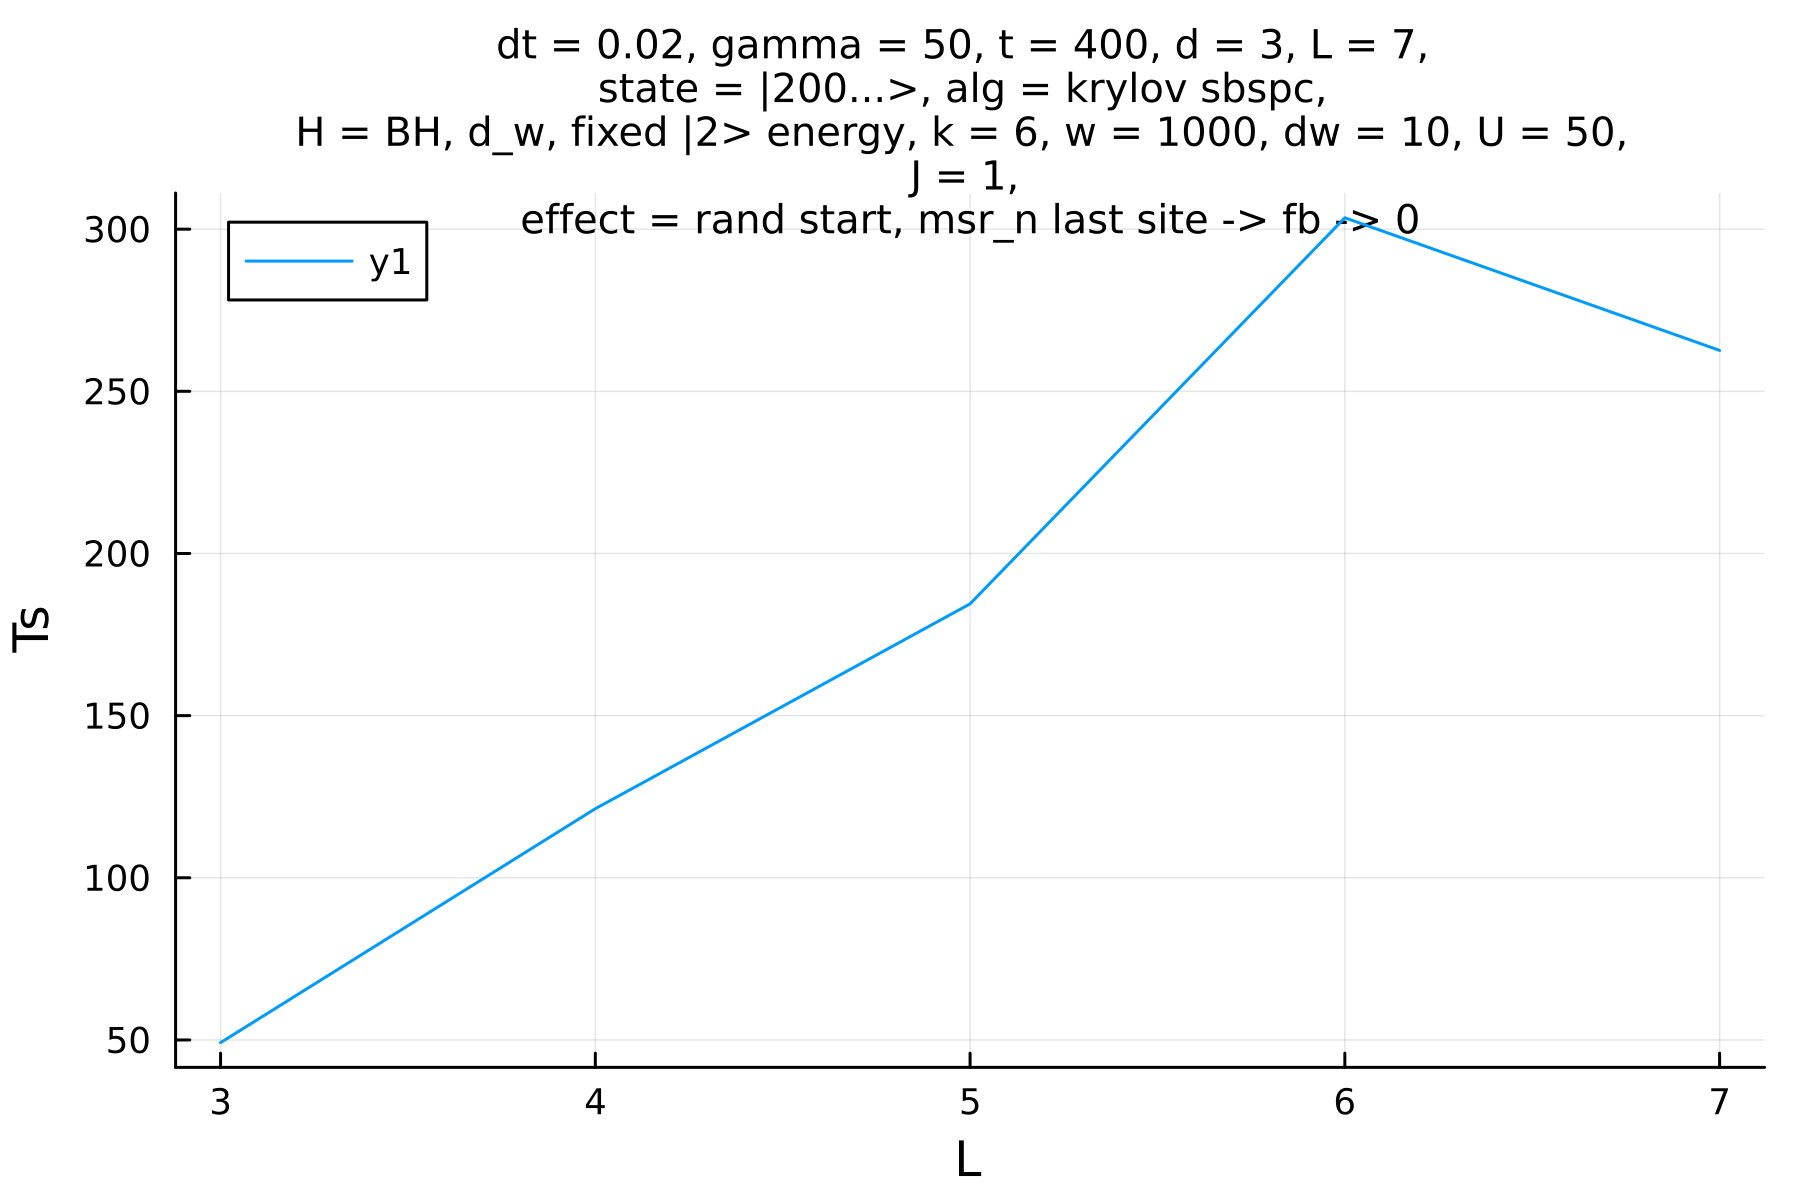 dt = 0.02, gamma = 50, t = 400, d = 3, L = 7,
state = |200...>, alg = krylov sbspc,
H = BH, d_w, fixed |2> energy, k = 6, w = 1000, dw = 10, U = 50,
J = 1,
effect = rand start, msr_n last site -> fb -> 0
y1
300
250
200
150
100
50
Ts
3 4 5 6 7
L